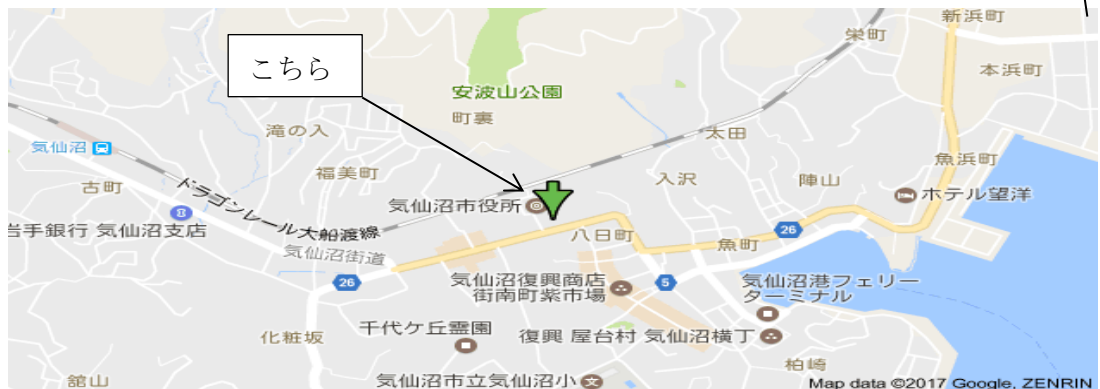 新浜町
栄町
こちら
本浜町
安波山公園
町裏
滝の入
太田
気仙沼
魚浜町
福美町
入沢
陣山
古町
ドラゴンレール大船渡線
気仙沼市役所
ホテル望洋
岩手銀行 気仙沼支店
八日町
26
魚町
気仙沼街道
26
気仙沼復興商店
街南町紫市場
5
気仙沼港フェリー
ターミナル
千代ケ丘霊園
化粧坂
復興 屋台村 気仙沼横丁
柏崎
舘山
気仙沼市立気仙沼小
文
Map data ©2017 Google, ZENRIN